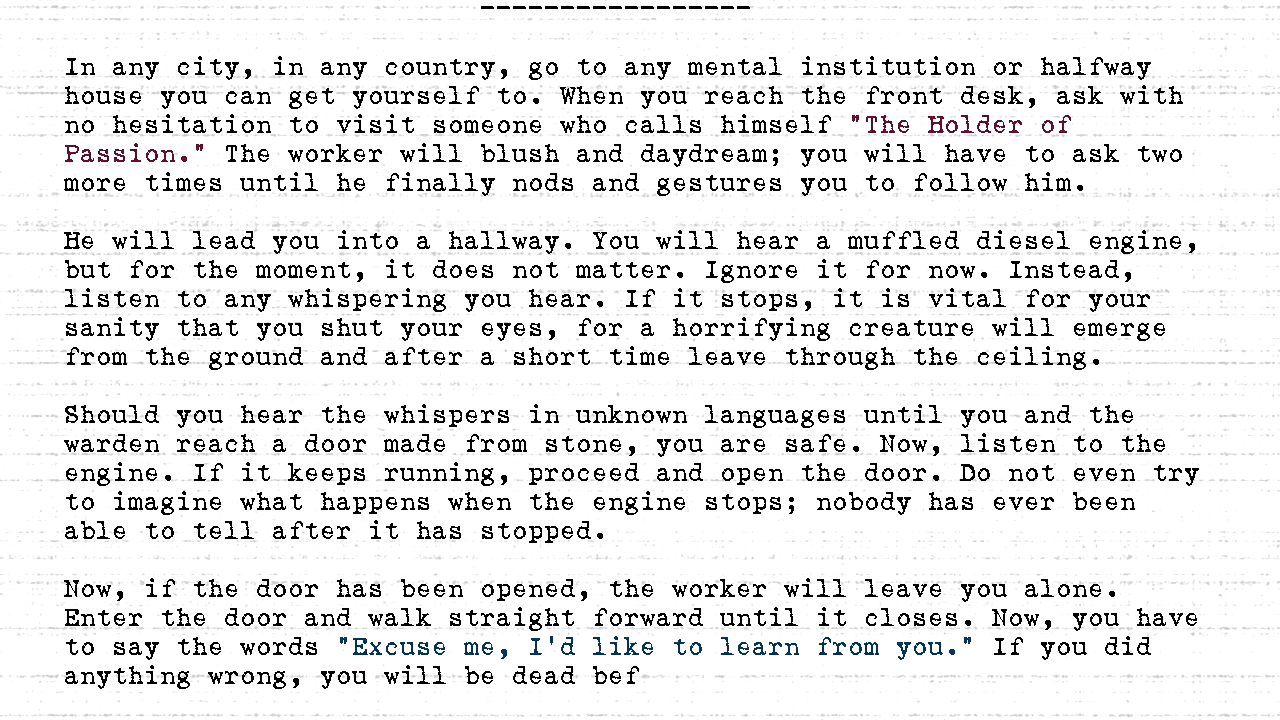 -----------------
In any city, in any country, go to any mental institution or halfway
house you can get yourself to. When you reach the front desk, ask with
no hesitation to visit someone who calls himself "The Holder of
Passion." The worker will blush and daydream; you will have to ask two
more times until he finally nods and gestures you to follow him.
He will lead you into a hallway. You will hear a muffled diesel engine,
but for the moment, it does not matter. Ignore it for now. Instead,
listen to any whispering you hear. If it stops, it is vital for your
sanity that you shut your eyes, for a horrifying creature will emerge
from the ground and after a short time leave through the ceiling.
Should you hear the whispers in unknown languages until you and the
warden reach a door made from stone, you are safe. Now, listen to the
engine. If it keeps running, proceed and open the door. Do not even try
to imagine what happens when the engine stops; nobody has ever been
able to tell after it has stopped.
Now, if the door has been opened, the worker will leave you alone.
Enter the door and walk straight forward until it closes. Now, you have
to say the words "Excuse me, I'd like to learn from you." If you did
anything wrong, you will be dead bef